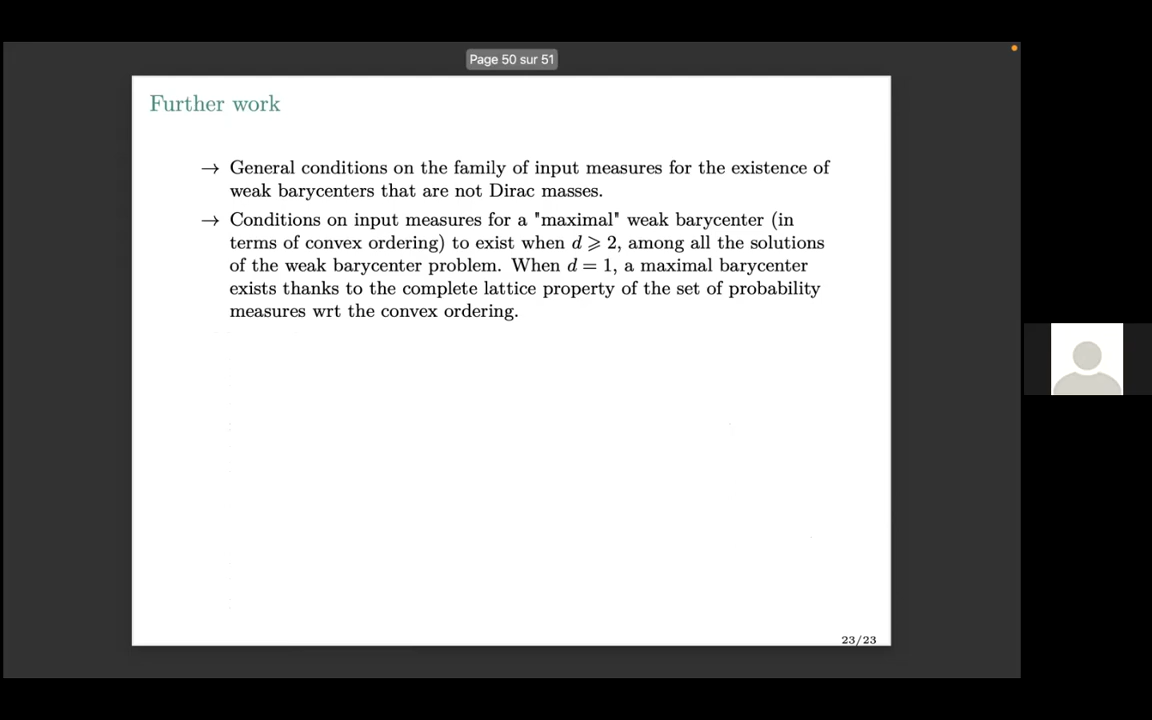 Page 50 sur 51
Further work
→ General conditions on the family of input measures for the existence of
weak barycenters that are not Dirac masses.
→ Conditions on input measures for a "maximal" weak barycenter (in
terms of convex ordering) to exist when d ⩾ 2, among all the solutions
of the weak barycenter problem. When d = 1, a maximal barycenter
exists thanks to the complete lattice property of the set of probability
measures wrt the convex ordering.
23/23